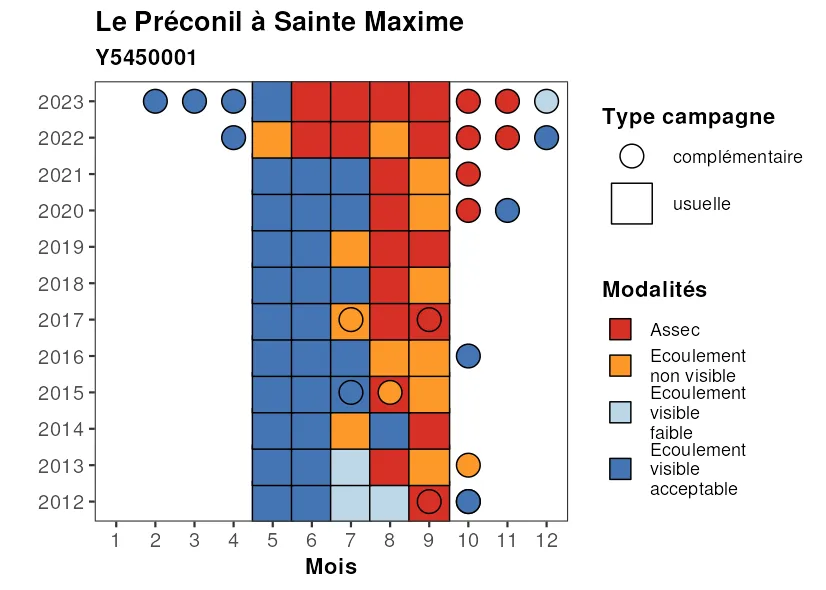 Le Préconil à Sainte Maxime
Y5450001
2023
2022
2021
2020
2019
2018
2017
2016
2015
2014
2013
2012
1 2 3 4 5 6 7 8 9 10 11 12
Mois
Type campagne
complémentaire
usuelle
Modalités
Assec
Ecoulement
non visible
Ecoulement
visible
faible
Ecoulement
visible
acceptable